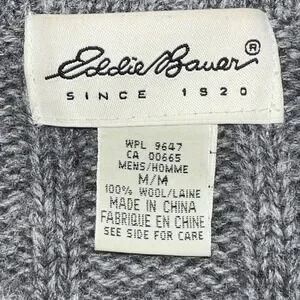 Eddie Bauer®
SINCE 1920
WPL 9647
CA 00665
MENS/HOMME
M/M
100% WOOL/LAINE
MADE IN CHINA
FABRIQUE EN CHINE
SEE SIDE FOR CARE